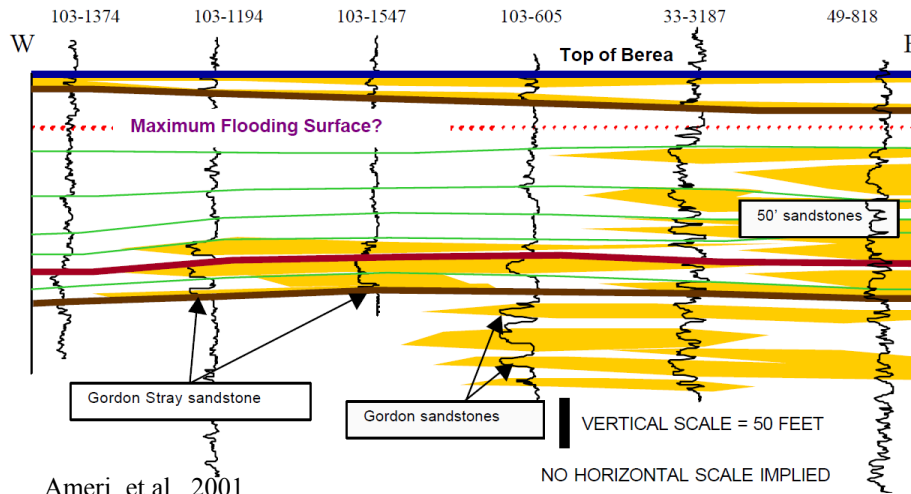 103-1374 103-1194 103-1547 103-605 33-3187 49-818
W
Top of Berea
Maximum Flooding Surface?
50' sandstones
Gordon Stray sandstone
Gordon sandstones
VERTICAL SCALE = 50 FEET
NO HORIZONTAL SCALE IMPLIED
Ameri, et al, 2001